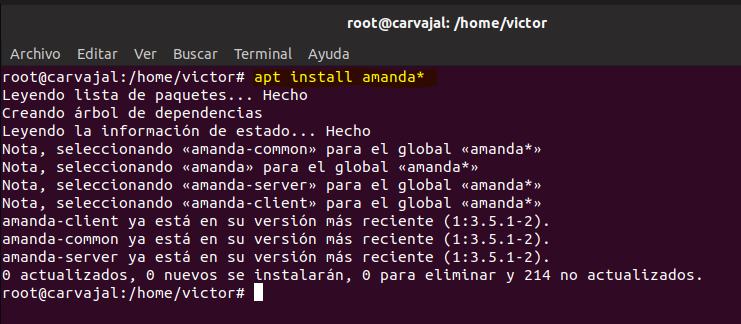 root@carvajal: /home/victor
Archivo Editar Ver Buscar Terminal Ayuda
root@carvajal:/home/victor# apt install amanda*
Leyendo lista de paquetes... Hecho
Creando árbol de dependencias
Leyendo la información de estado... Hecho
Nota, seleccionando «amanda-common» para el global «amanda*»
Nota, seleccionando «amanda» para el global «amanda*»
Nota, seleccionando «amanda-server» para el global «amanda*»
Nota, seleccionando «amanda-client» para el global «amanda*»
amanda-client ya está en su versión más reciente (1:3.5.1-2).
amanda-common ya está en su versión más reciente (1:3.5.1-2).
amanda-server ya está en su versión más reciente (1:3.5.1-2).
0 actualizados, 0 nuevos se instalarán, 0 para eliminar y 214 no actualizados.
root@carvajal:/home/victor#